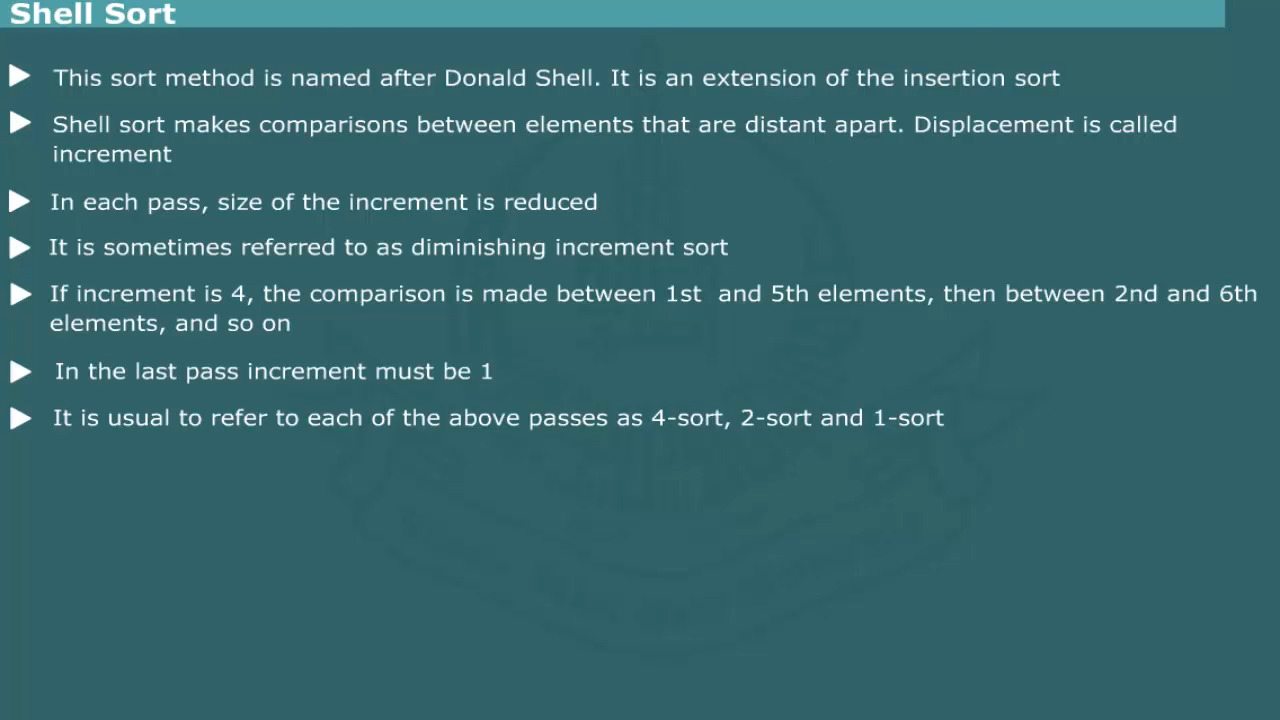 Shell Sort
This sort method is named after Donald Shell. It is an extension of the insertion sort
Shell sort makes comparisons between elements that are distant apart. Displacement is called
increment
In each pass, size of the increment is reduced
It is sometimes referred to as diminishing increment sort
If increment is 4, the comparison is made between 1st and 5th elements, then between 2nd and 6th
elements, and so on
In the last pass increment must be 1
It is usual to refer to each of the above passes as 4-sort, 2-sort and 1-sort